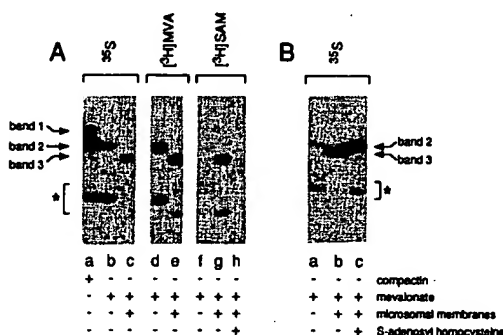 A
³⁵S
[³H]MVA
[³H]SAM
B
³⁵S
band 1
band 2
band 3
*
band 2
band 3
*
a b c d e f g h a b c
+ - - - - - - - - - - compactin
- + + + + + + + + + + mevalonate
- - + - + - + + - + + microsomal membranes
- - - - - - - + - - + S-adenosyl homocysteine